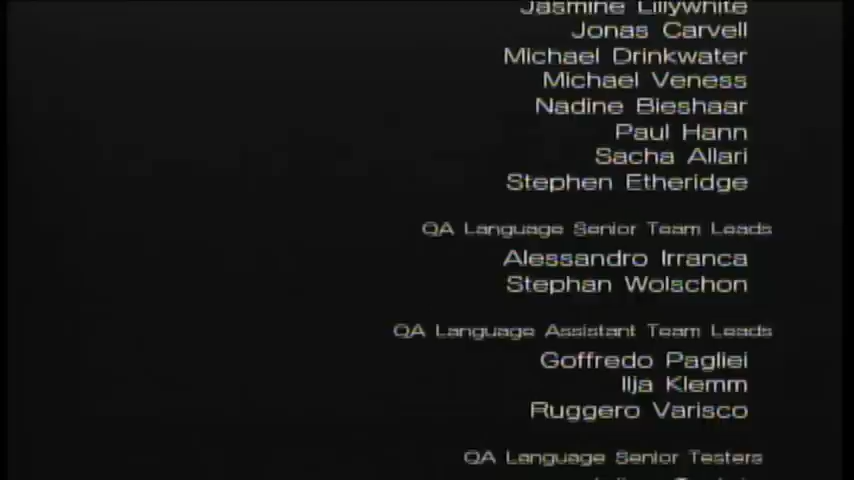 Jasmine Lillywhite
Jonas Carvell
Michael Drinkwater
Michael Veness
Nadine Bieshaar
Paul Hann
Sacha Allari
Stephen Etheridge
QA Language Senior Team Leads
Alessandro Irranca
Stephan Wolschon
QA Language Assistant Team Leads
Goffredo Pagliei
Ilja Klemm
Ruggero Varisco
QA Language Senior Testers